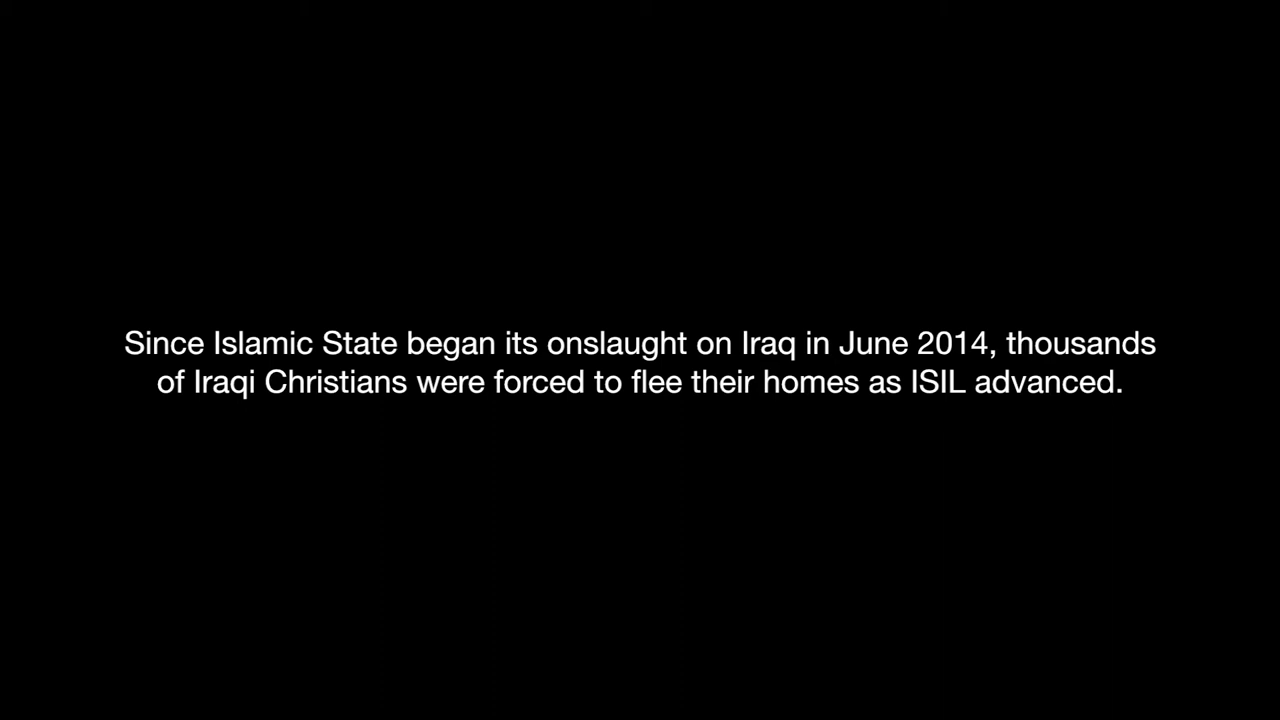 Since Islamic State began its onslaught on Iraq in June 2014, thousands
of Iraqi Christians were forced to flee their homes as ISIL advanced.